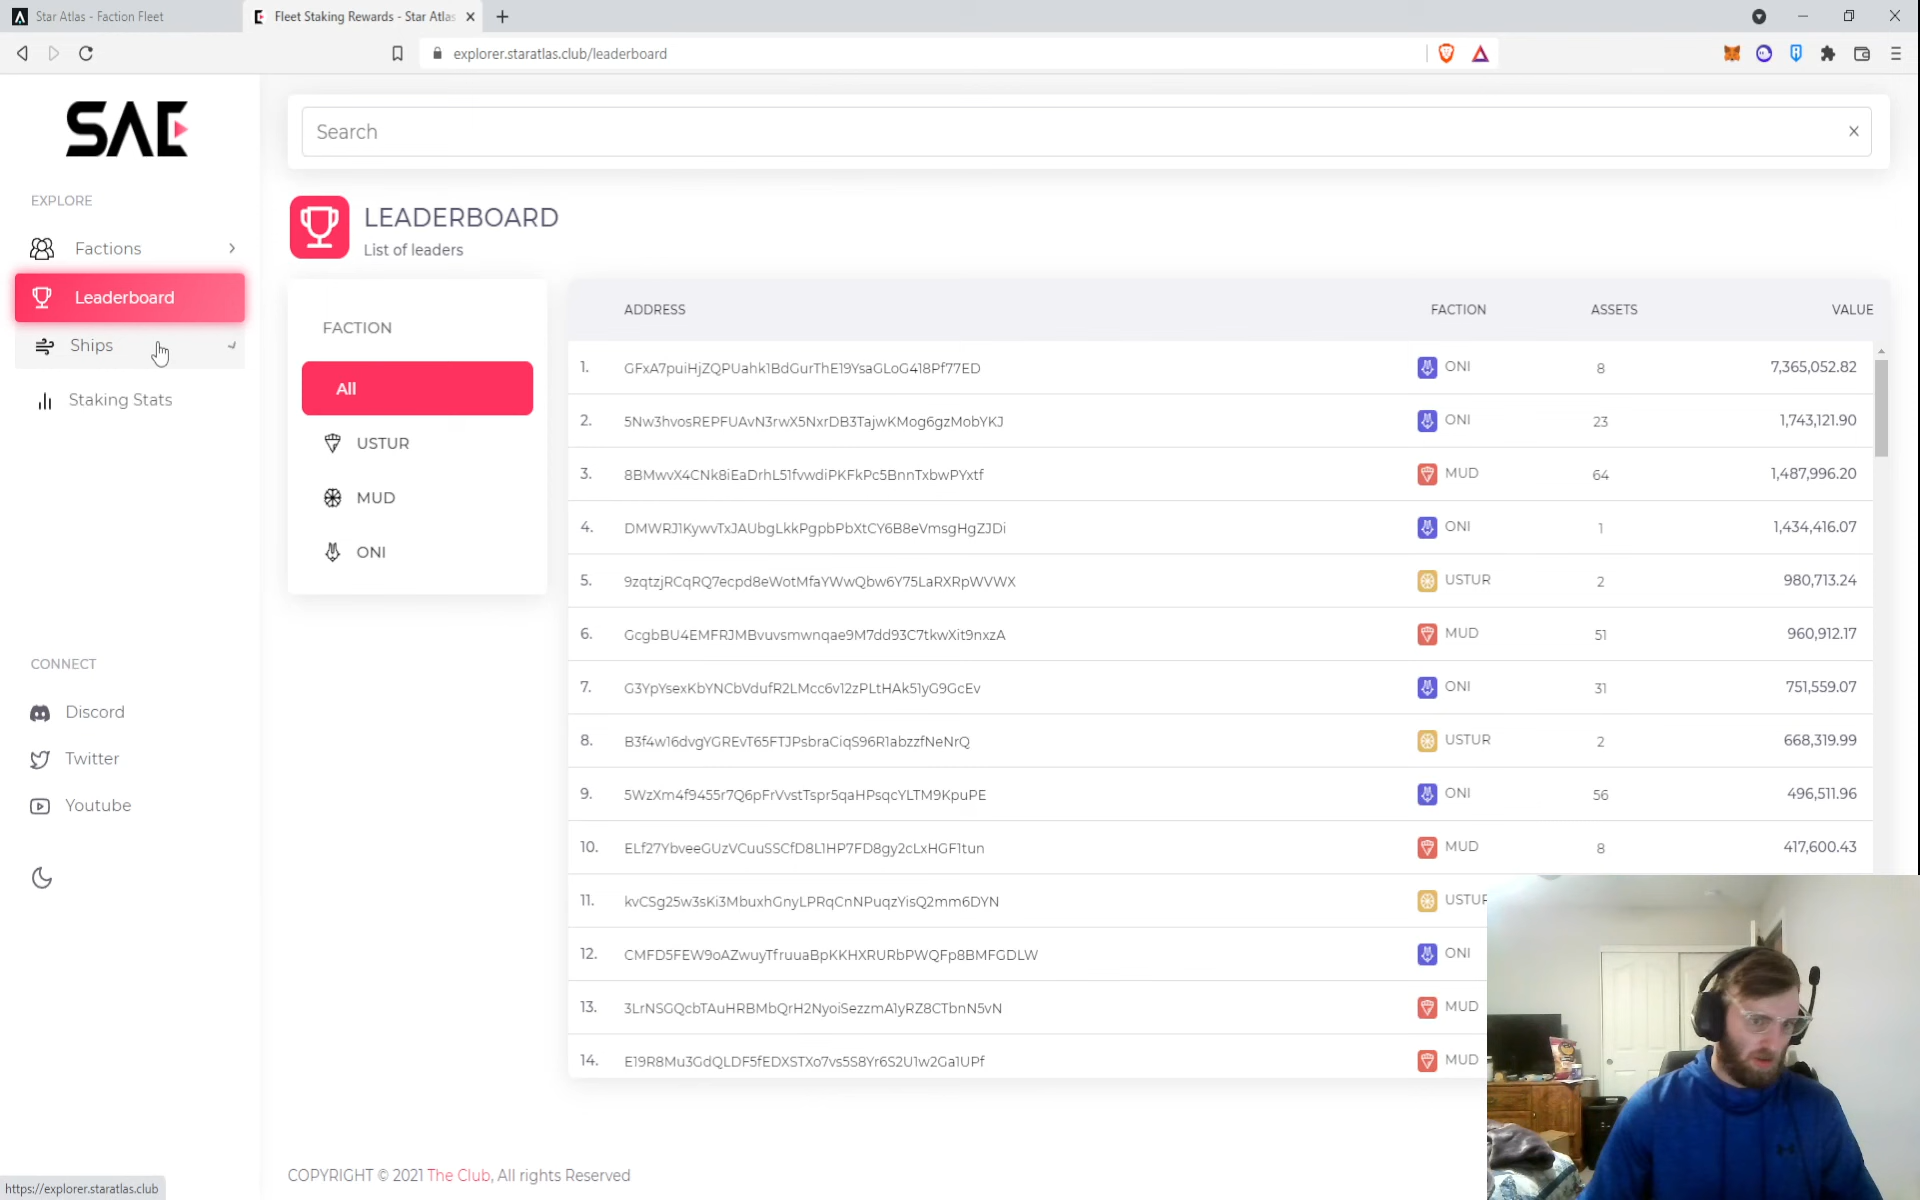 Star Atlas - Faction Fleet
Fleet Staking Rewards - Star Atlas
explorer.staratlas.club/leaderboard
SAE
Search
EXPLORE
Factions
Leaderboard
Ships
Staking Stats
CONNECT
Discord
Twitter
Youtube
LEADERBOARD
List of leaders
FACTION
All
USTUR
MUD
ONI
ADDRESS FACTION ASSETS VALUE
1. GFxA7puiHjZQPUahk1BdGurThE19YsaGLoG418Pf77ED ONI 8 7,365,052.82
2. 5Nw3hvosREPFUAvN3rwX5NxrDB3TajwKMog6gzMobYKJ ONI 23 1,743,121.90
3. 8BMwvX4CNk8iEaDrhL51fvwdiPKFkPc5BnnTxbwPYxtf MUD 64 1,487,996.20
4. DMWRJ1KywvTxJAUbgLkkPgpbPbXtCY6B8eVmsgHgZJDi ONI 1 1,434,416.07
5. 9zqtzjRCqRQ7ecpd8eWotMfaYWwQbw6Y75LaRXRpWVWX USTUR 2 980,713.24
6. GcgbBU4EMFRJMBvuvsmwnqae9M7dd93C7tkwXit9nxzA MUD 51 960,912.17
7. G3YpYsexKbYNCbVdufR2LMcc6v12zPLtHAk51yG9GcEv ONI 31 751,559.07
8. B3f4w16dvgYGREvT65FTJPsbraCiqS96R1abzzfNeNrQ USTUR 2 668,319.99
9. 5WzXm4f9455r7Q6pFrVvstTspr5qaHPsqcYLTM9KpuPE ONI 56 496,511.96
10. ELf27YbveeGUzVCuuSSCfD8L1HP7FD8gy2cLxHGF1tun MUD 8 417,600.43
11. kvCSg25w3sKi3MbuxhGnyLPRqCnNPuqzYisQ2mm6DYN USTUR
12. CMFD5FEW9oAZwuyTfruuaBpKKHXRURbPWQFp8BMFGDLW ONI
13. 3LrNSGQcbTAuHRBMbQrH2NyoiSezzmA1yRZ8CTbnN5vN MUD
14. E19R8Mu3GdQLDF5fEDXSTXo7vs5S8Yr6S2U1w2Ga1UPf MUD
COPYRIGHT © 2021 The Club, All rights Reserved
https://explorer.staratlas.club